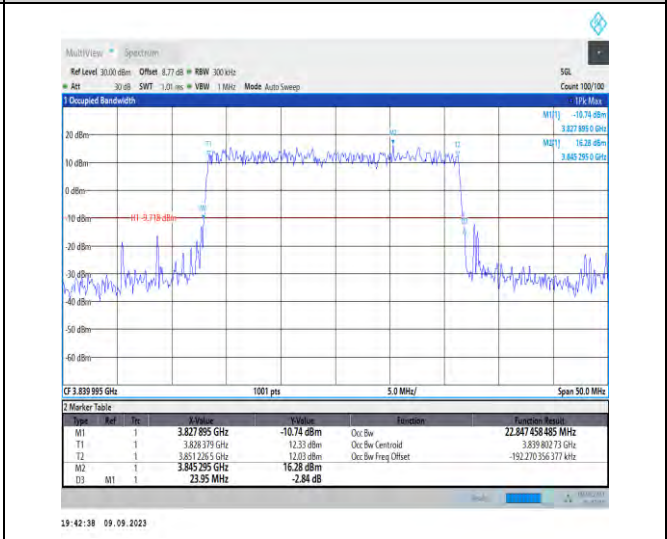 MultiView Spectrum
Ref Level 30.00 dBm Offset 8.77 dB RBW 300 kHz SGL
Att 30 dB SWT 1.01 ms VBW 1 MHz Mode Auto Sweep Count 100/100
1 Occupied Bandwidth 1Pk Max
M1[1] -10.74 dBm
3.827 895 0 GHz
M2[1] 16.28 dBm
3.845 295 0 GHz
M2
T1 T2
20 dBm
10 dBm
0 dBm
-10 dBm H1 -9.718 dBm
-20 dBm
-30 dBm
-40 dBm
-50 dBm
-60 dBm
CF 3.839 995 GHz 1001 pts 5.0 MHz/ Span 50.0 MHz
2 Marker Table
Type Ref Trc X-Value Y-Value Function Function Result
M1 1 3.827 895 GHz -10.74 dBm Occ Bw 22.847 458 485 MHz
T1 1 3.828 379 GHz 12.33 dBm Occ Bw Centroid 3.839 802 73 GHz
T2 1 3.851 226 5 GHz 12.03 dBm Occ Bw Freq Offset -192.270 356 377 kHz
M2 1 3.845 295 GHz 16.28 dBm
D3 M1 1 23.95 MHz -2.84 dB
19:42:38 09.09.2023